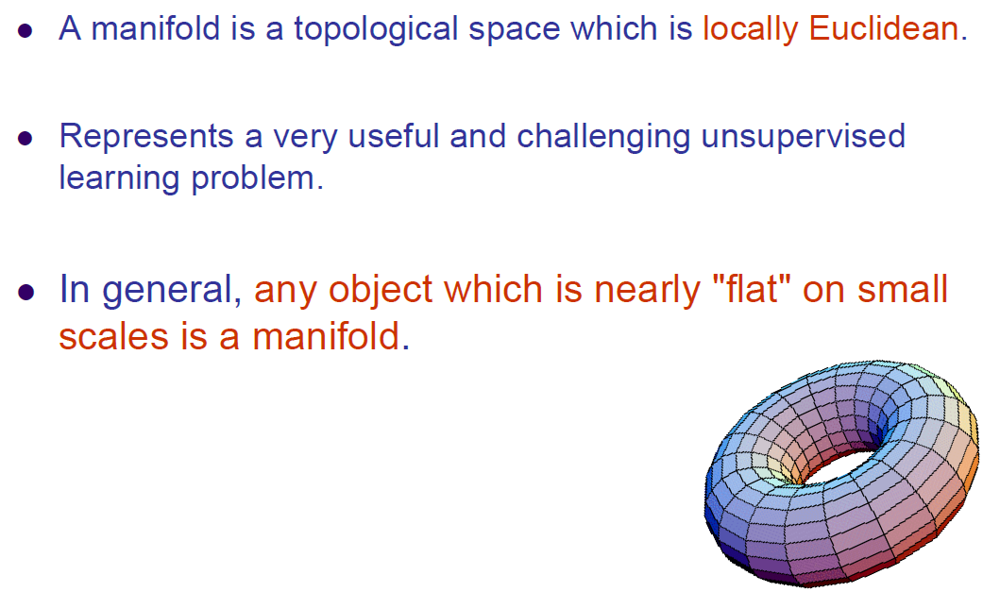 ● A manifold is a topological space which is locally Euclidean.
● Represents a very useful and challenging unsupervised
learning problem.
● In general, any object which is nearly "flat" on small
scales is a manifold.